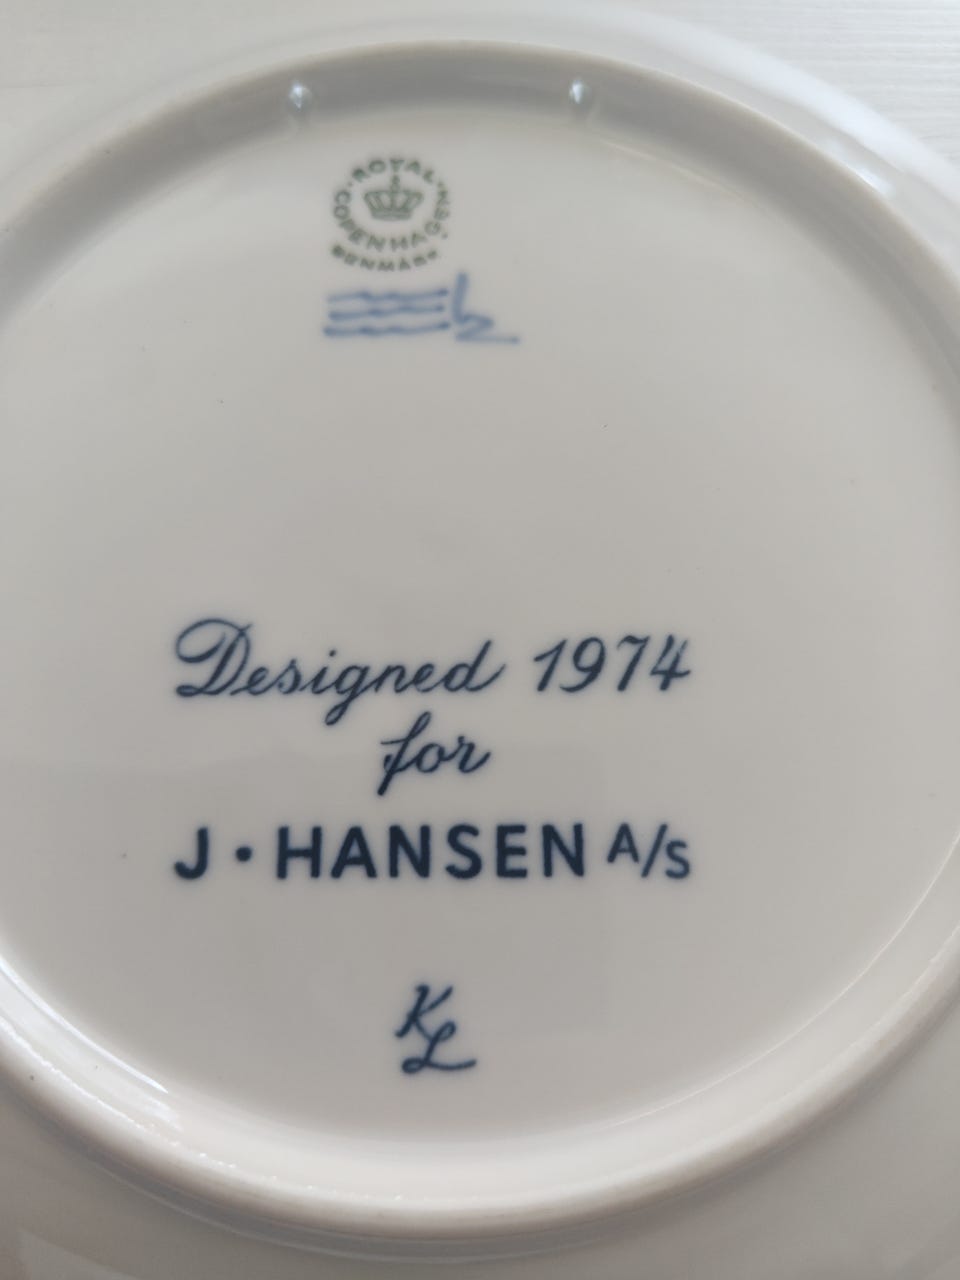 ROYAL
COPENHAGEN
DENMARK
Designed 1974
for
J·HANSEN A/S
KL